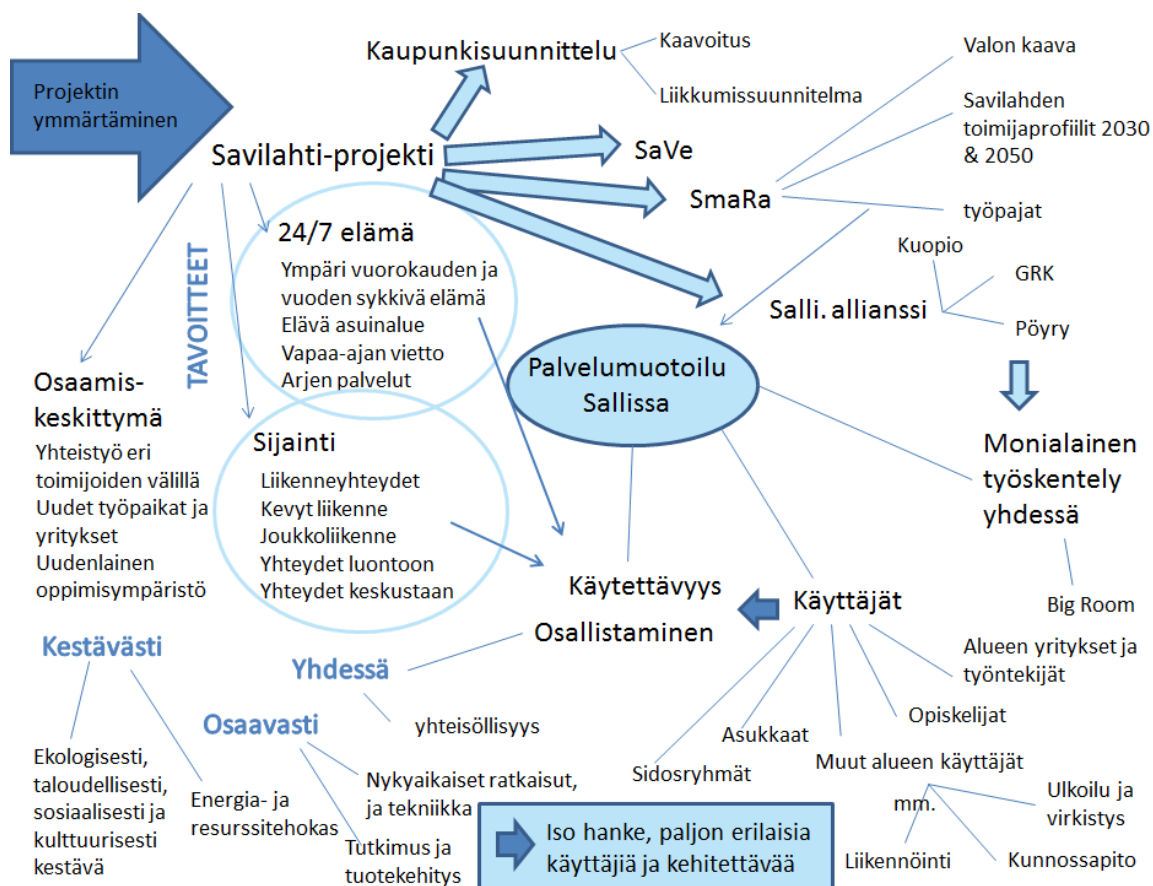 Projektin
ymmärtäminen
Kaupunkisuunnittelu
Kaavoitus
Liikkumissuunnitelma
Valon kaava
Savilahden
toimijaprofiilit 2030
& 2050
työpajat
Savilahti-projekti
SaVe
SmaRa
Kuopio
GRK
Pöyry
Salli. allianssi
TAVOITTEET
24/7 elämä
Ympäri vuorokauden ja
vuoden sykkivä elämä
Elävä asuinalue
Vapaa-ajan vietto
Arjen palvelut
Palvelumuotoilu
Sallissa
Osaamis-
keskittymä
Yhteistyö eri
toimijoiden välillä
Uudet työpaikat ja
yritykset
Uudenlainen
oppimisympäristö
Sijainti
Liikenneyhteydet
Kevyt liikenne
Joukkoliikenne
Yhteydet luontoon
Yhteydet keskustaan
Monialainen
työskentely
yhdessä
Big Room
Käytettävyys
Osallistaminen
Käyttäjät
Alueen yritykset ja
työntekijät
Opiskelijat
Muut alueen käyttäjät
mm.
Ulkoilu ja
virkistys
Kunnossapito
Liikennöinti
Asukkaat
Sidosryhmät
Kestävästi
Ekologisesti,
taloudellisesti,
sosiaalisesti ja
kulttuurisesti
kestävä
Energia- ja
resurssitehokas
Yhdessä
yhteisöllisyys
Osaavasti
Nykyaikaiset ratkaisut,
ja tekniikka
Tutkimus ja
tuotekehitys
Iso hanke, paljon erilaisia
käyttäjiä ja kehitettävää